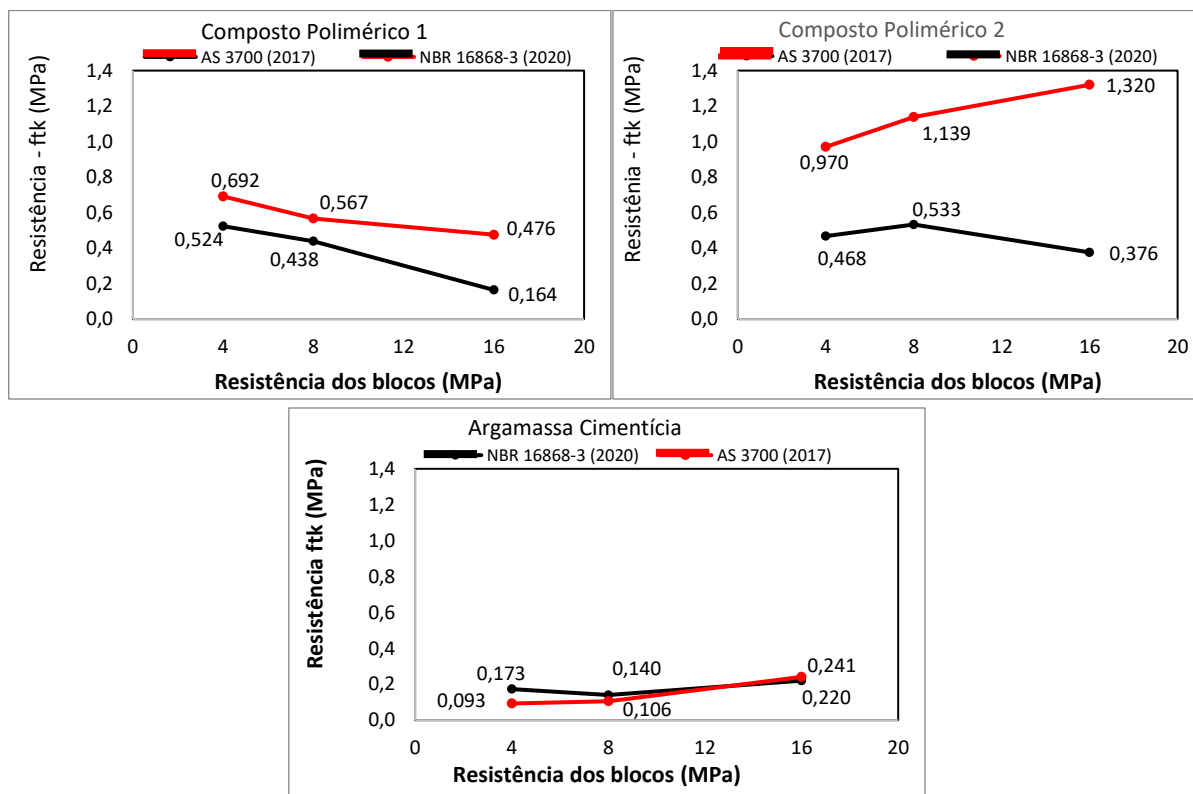 Composto Polimérico 1
AS 3700 (2017) NBR 16868-3 (2020)
Resistência - ftk (MPa)
1,4
1,2
1,0
0,8
0,6
0,4
0,2
0,0
0,692
0,567
0,476
0,524
0,438
0,164
0 4 8 12 16 20
Resistência dos blocos (MPa)
Composto Polimérico 2
AS 3700 (2017) NBR 16868-3 (2020)
Resistênia - ftk (MPa)
1,4
1,2
1,0
0,8
0,6
0,4
0,2
0,0
0,970
1,139
1,320
0,468
0,533
0,376
0 4 8 12 16 20
Resistência dos blocos (MPa)
Argamassa Cimentícia
NBR 16868-3 (2020) AS 3700 (2017)
Resistência ftk (MPa)
1,4
1,2
1,0
0,8
0,6
0,4
0,2
0,0
0,173
0,140
0,241
0,093
0,106
0,220
0 4 8 12 16 20
Resistência dos blocos (MPa)